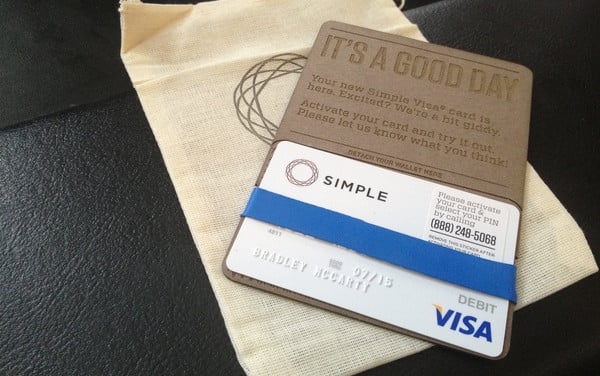 IT'S A GOOD DAY
Your new Simple Visa® card is
here. Excited? We're a bit giddy.
Activate your card and try it out.
Please let us know what you think!
DETACH YOUR WALLET HERE
SIMPLE
Please activate
your card &
select your PIN
by calling
(888) 248-5068
REMOVE THIS STICKER AFTER
4811
07/15
BRADLEY MCCARTY
DEBIT
VISA